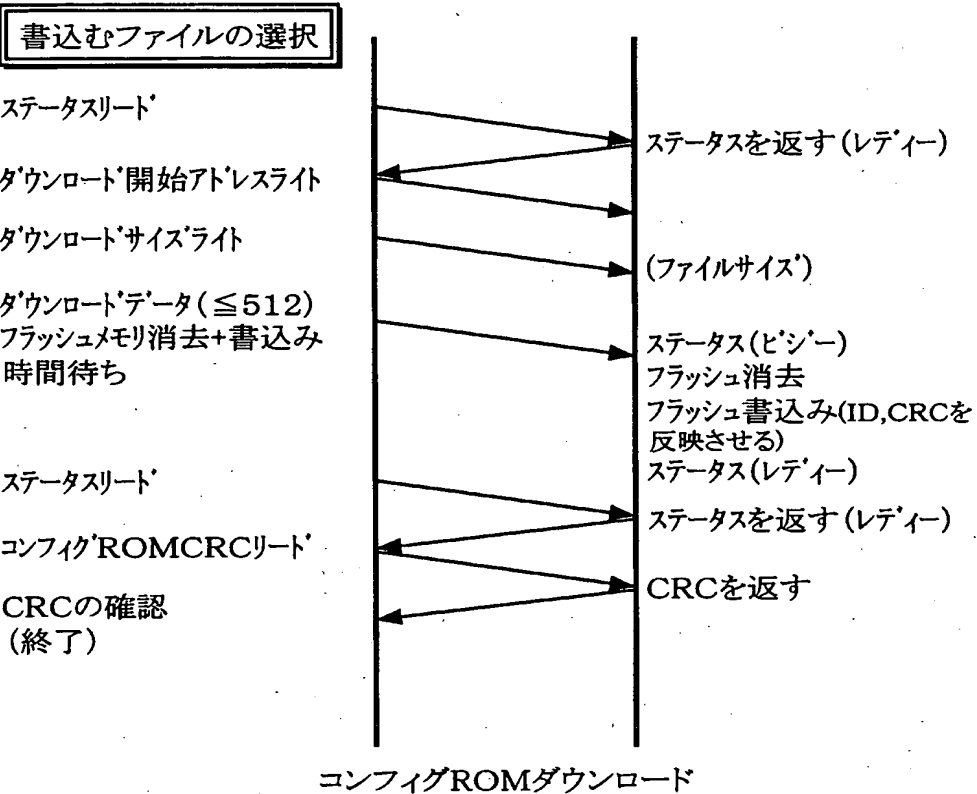 書込むファイルの選択
ステータスリード
ステータスを返す(レディー)
ダウンロード開始アドレスライト
ダウンロードサイズライト
(ファイルサイズ)
ダウンロードデータ(≦512)
フラッシュメモリ消去+書込み
時間待ち
ステータス(ビジー)
フラッシュ消去
フラッシュ書込み(ID,CRCを
反映させる)
ステータス(レディー)
ステータスリード
ステータスを返す(レディー)
コンフィグROMCRCリード
CRCを返す
CRCの確認
(終了)
コンフィグROMダウンロード